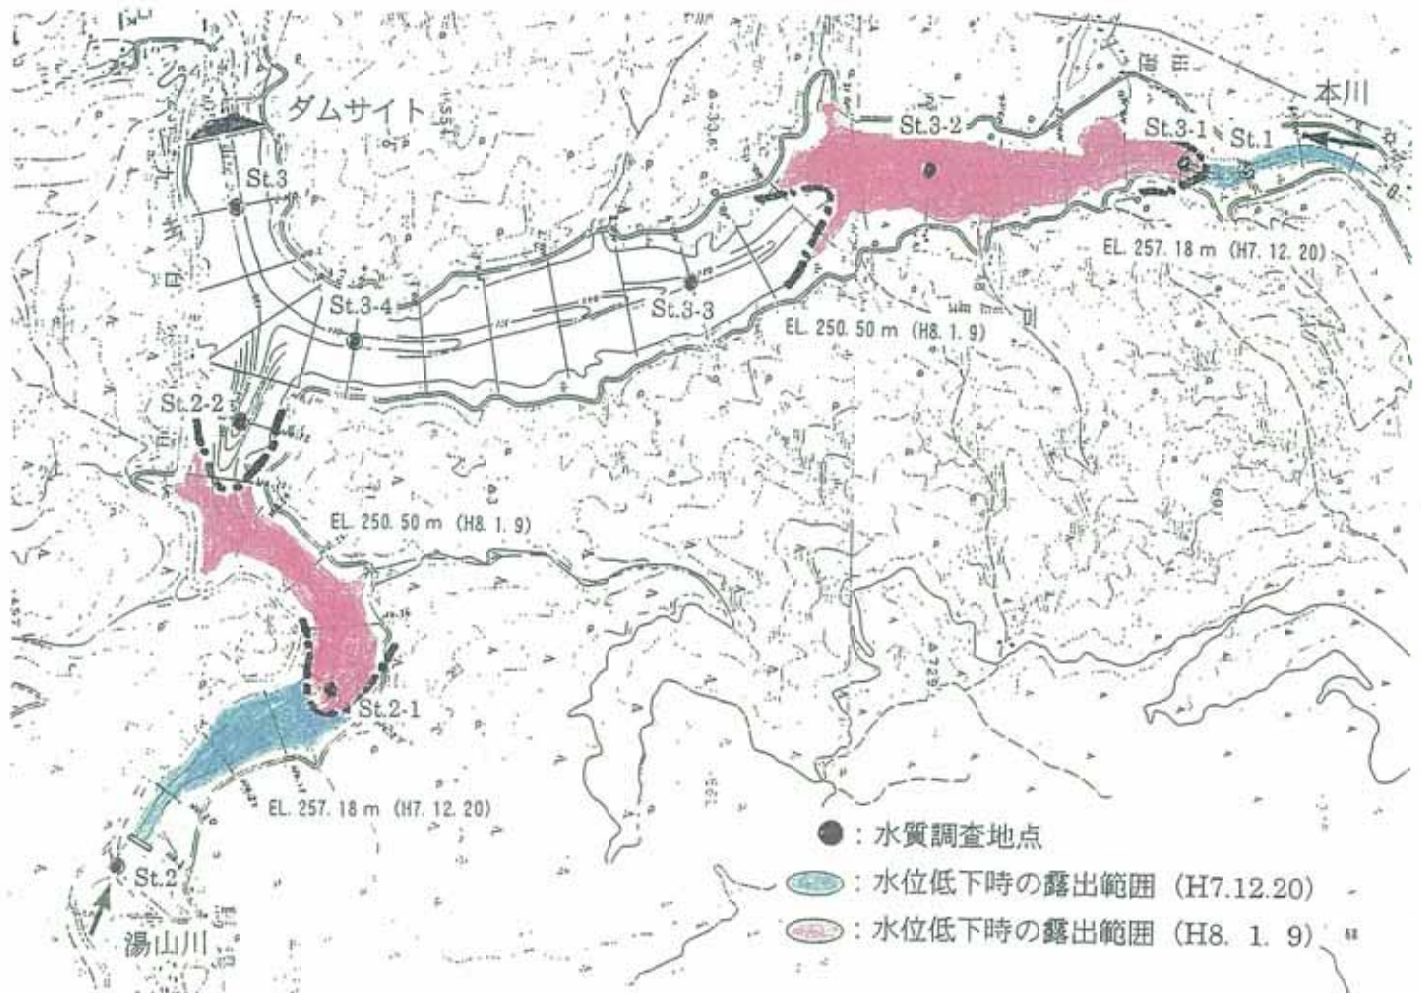 本川
ダムサイト
St.3-2
St.3-1
St.1
St.3
EL. 257. 18 m (H7. 12. 20)
St.3-4
St.3-3
EL. 250. 50 m (H8. 1. 9)
St.2-2
EL. 250. 50 m (H8. 1. 9)
△729
St.2-1
EL. 257. 18 m (H7. 12. 20)
●：水質調査地点
St.2
：水位低下時の露出範囲 (H7.12.20)
：水位低下時の露出範囲 (H8. 1. 9)
湯山川